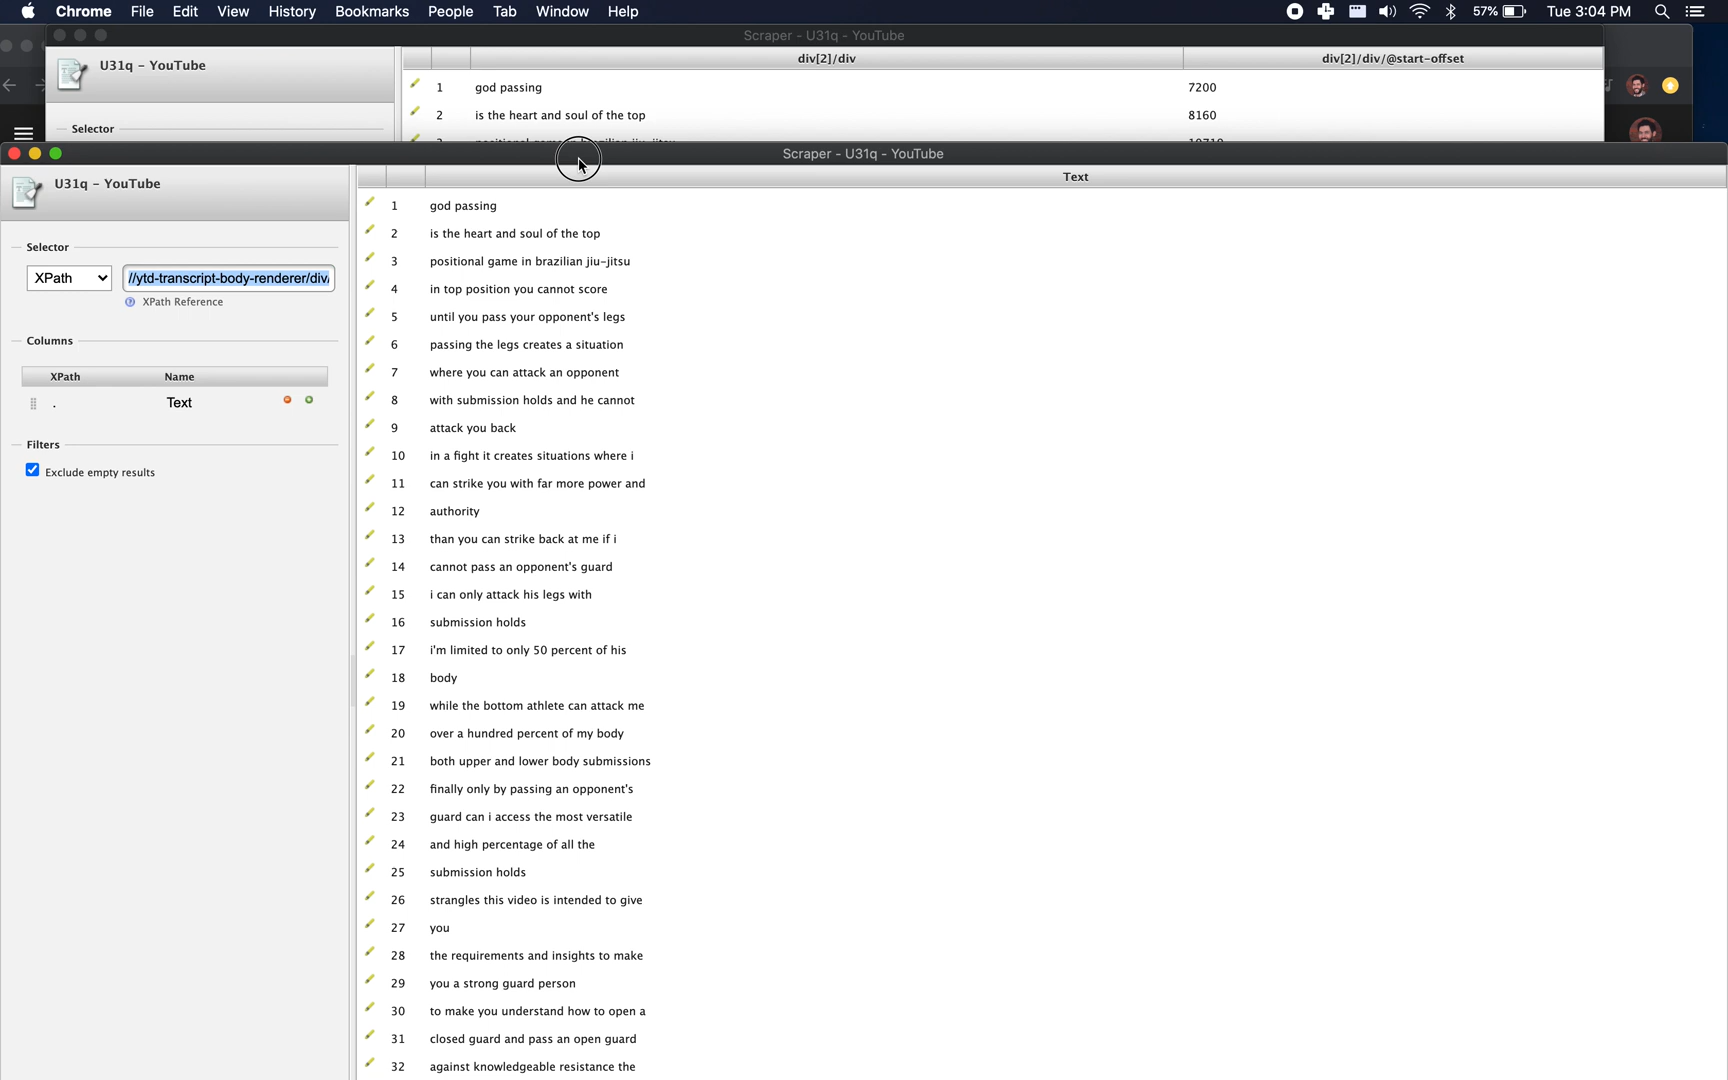 Chrome File Edit View History Bookmarks People Tab Window Help 57% Tue 3:04 PM
Scraper - U31q - YouTube
U31q - YouTube
div[2]/div div[2]/div/@start-offset
1 god passing 7200
2 is the heart and soul of the top 8160
Selector
Scraper - U31q - YouTube
U31q - YouTube
Text
Selector
XPath //ytd-transcript-body-renderer/div/
XPath Reference
Columns
XPath Name
. Text
Filters
Exclude empty results
1 god passing
2 is the heart and soul of the top
3 positional game in brazilian jiu-jitsu
4 in top position you cannot score
5 until you pass your opponent's legs
6 passing the legs creates a situation
7 where you can attack an opponent
8 with submission holds and he cannot
9 attack you back
10 in a fight it creates situations where i
11 can strike you with far more power and
12 authority
13 than you can strike back at me if i
14 cannot pass an opponent's guard
15 i can only attack his legs with
16 submission holds
17 i'm limited to only 50 percent of his
18 body
19 while the bottom athlete can attack me
20 over a hundred percent of my body
21 both upper and lower body submissions
22 finally only by passing an opponent's
23 guard can i access the most versatile
24 and high percentage of all the
25 submission holds
26 strangles this video is intended to give
27 you
28 the requirements and insights to make
29 you a strong guard person
30 to make you understand how to open a
31 closed guard and pass an open guard
32 against knowledgeable resistance the